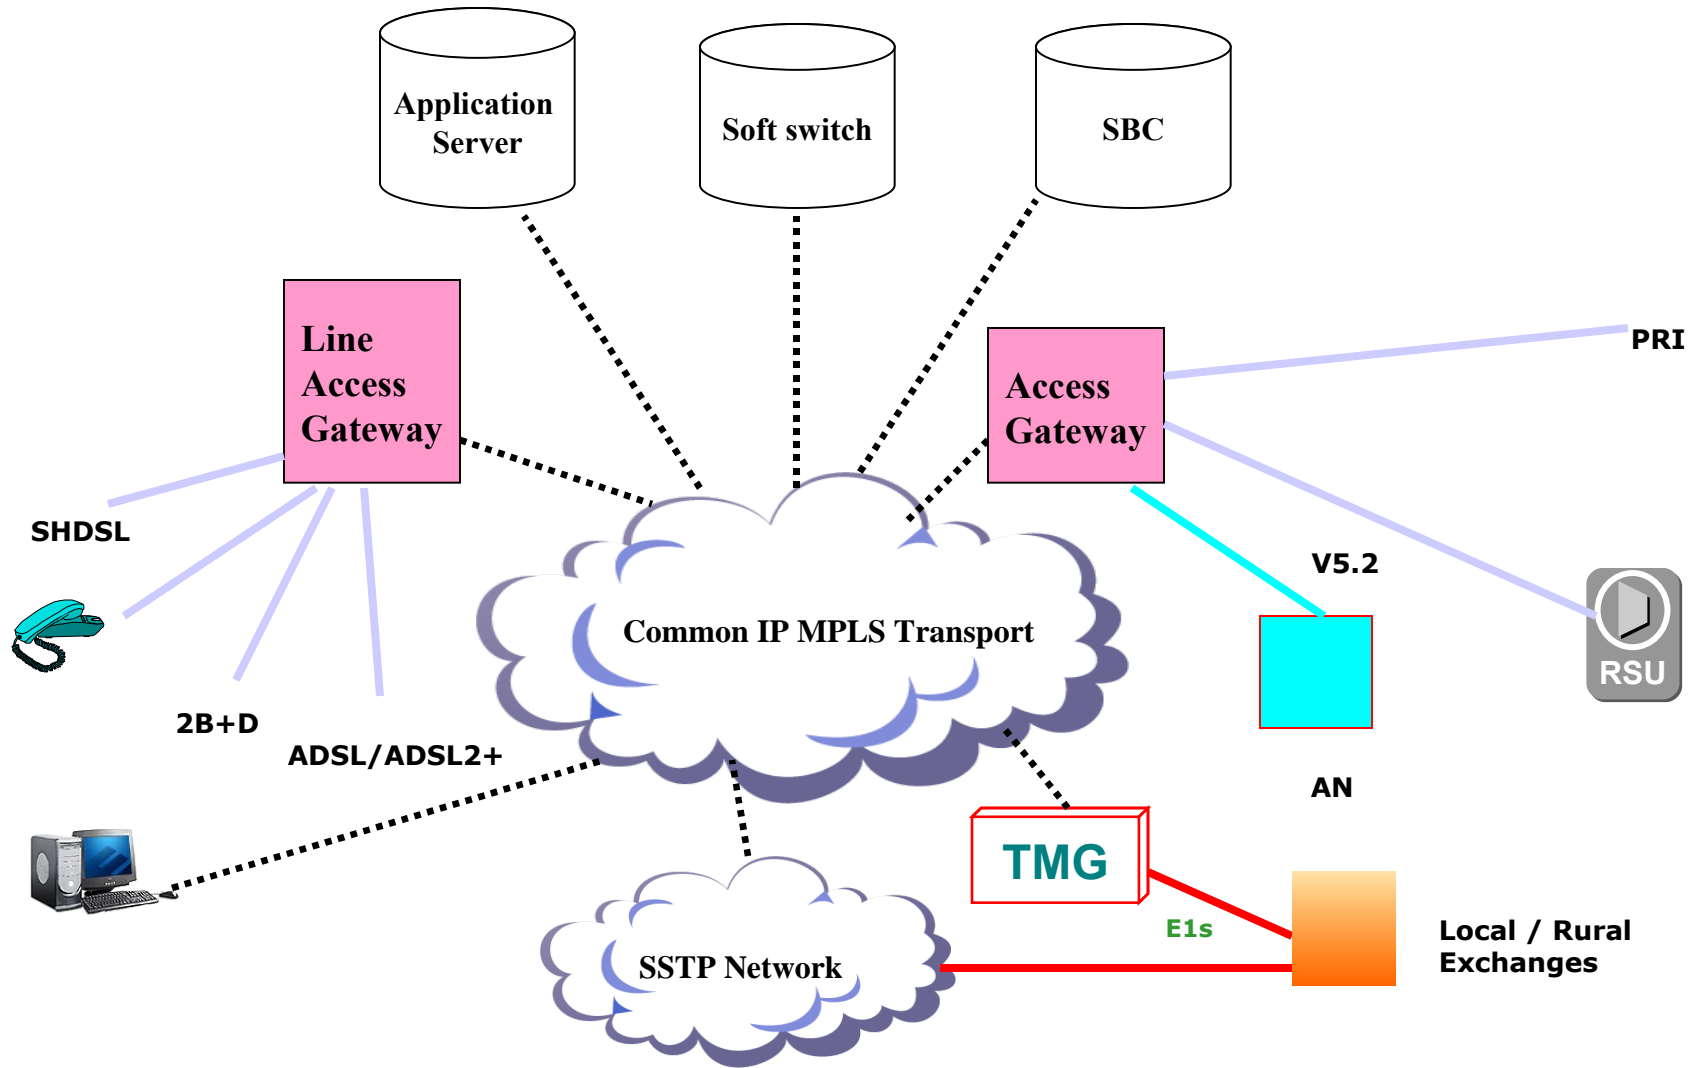 Application
Server
Soft switch
SBC
Line
Access
Gateway
Access
Gateway
PRI
SHDSL
V5.2
Common IP MPLS Transport
RSU
2B+D
ADSL/ADSL2+
AN
TMG
E1s
Local / Rural
Exchanges
SSTP Network